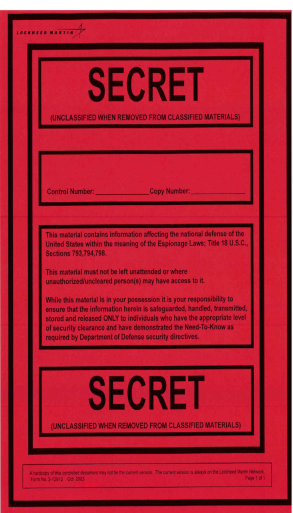 LOCKHEED MARTIN
SECRET
(UNCLASSIFIED WHEN REMOVED FROM CLASSIFIED MATERIALS)
Control Number: ____________ Copy Number: ____________
This material contains information affecting the national defense of the
United States within the meaning of the Espionage Laws; Title 18 U.S.C.,
Sections 793,794,798.
This material must not be left unattended or where
unauthorized/uncleared person(s) may have access to it.
While this material is in your possession it is your responsibility to
ensure that the information herein is safeguarded, handled, transmitted,
stored and released ONLY to individuals who have the appropriate level
of security clearance and have demonstrated the Need-To-Know as
required by Department of Defense security directives.
SECRET
(UNCLASSIFIED WHEN REMOVED FROM CLASSIFIED MATERIALS)
A hardcopy of this controlled document may not be the current version. The current version is always on the Lockheed Martin Network.
Page 1 of 1